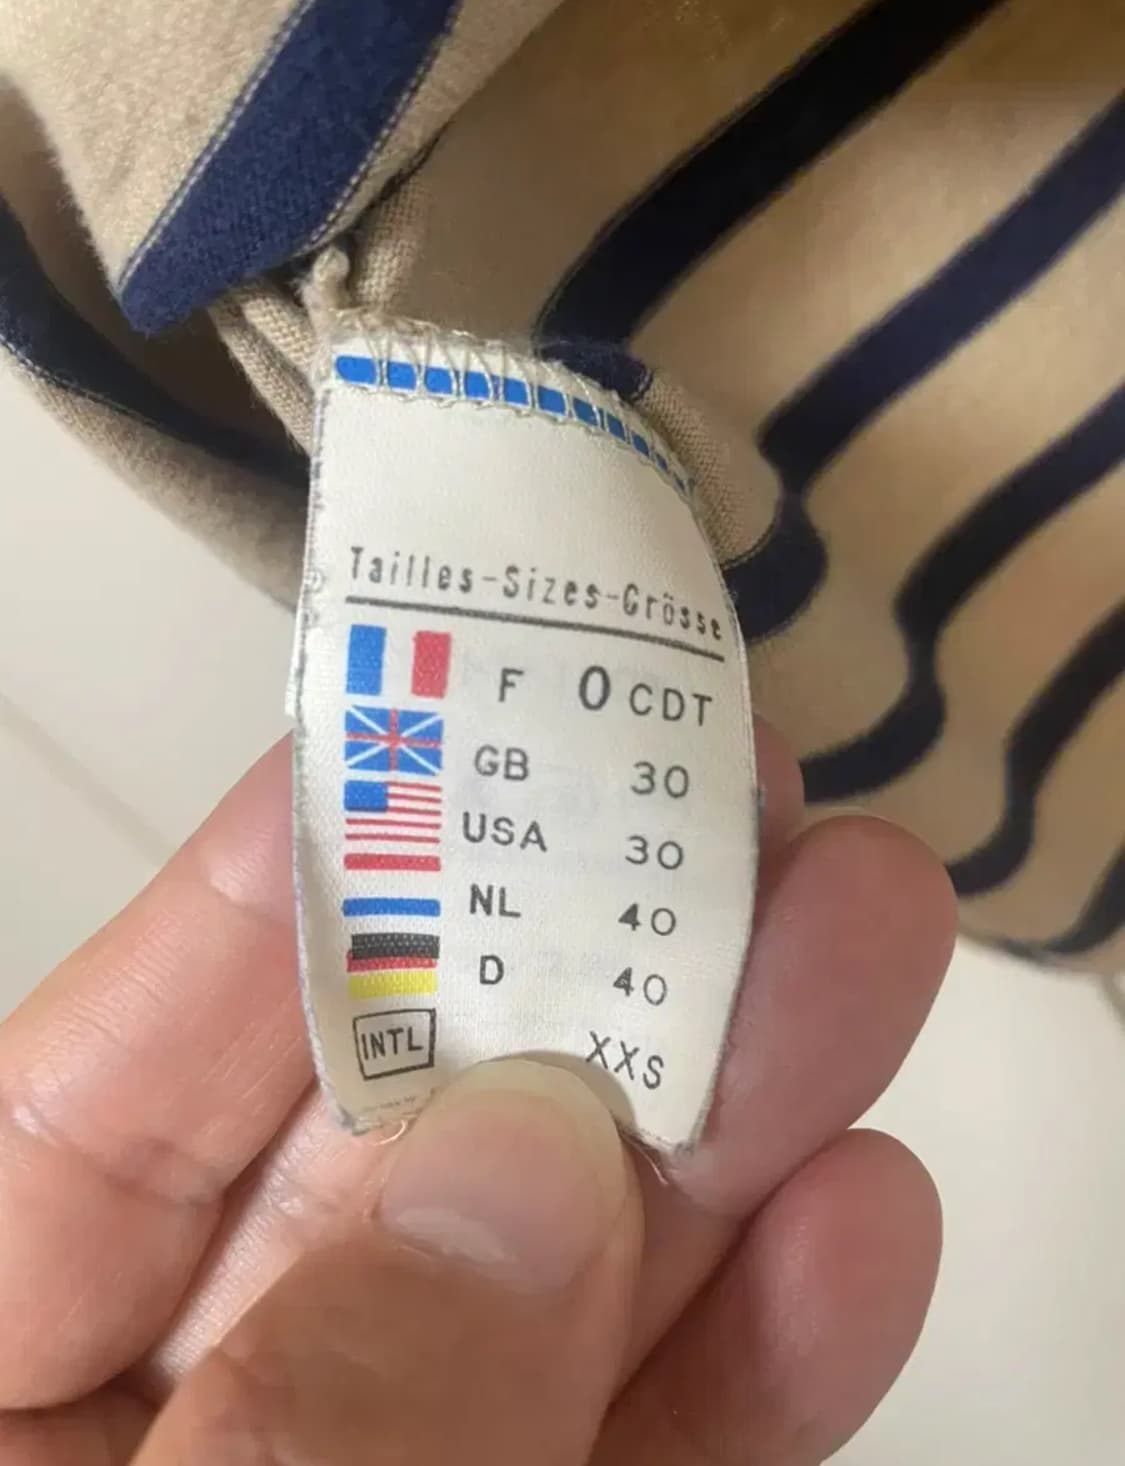 Tailles-Sizes-Grösse
F 0 CDT
GB 30
USA 30
NL 40
D 40
INTL XXS